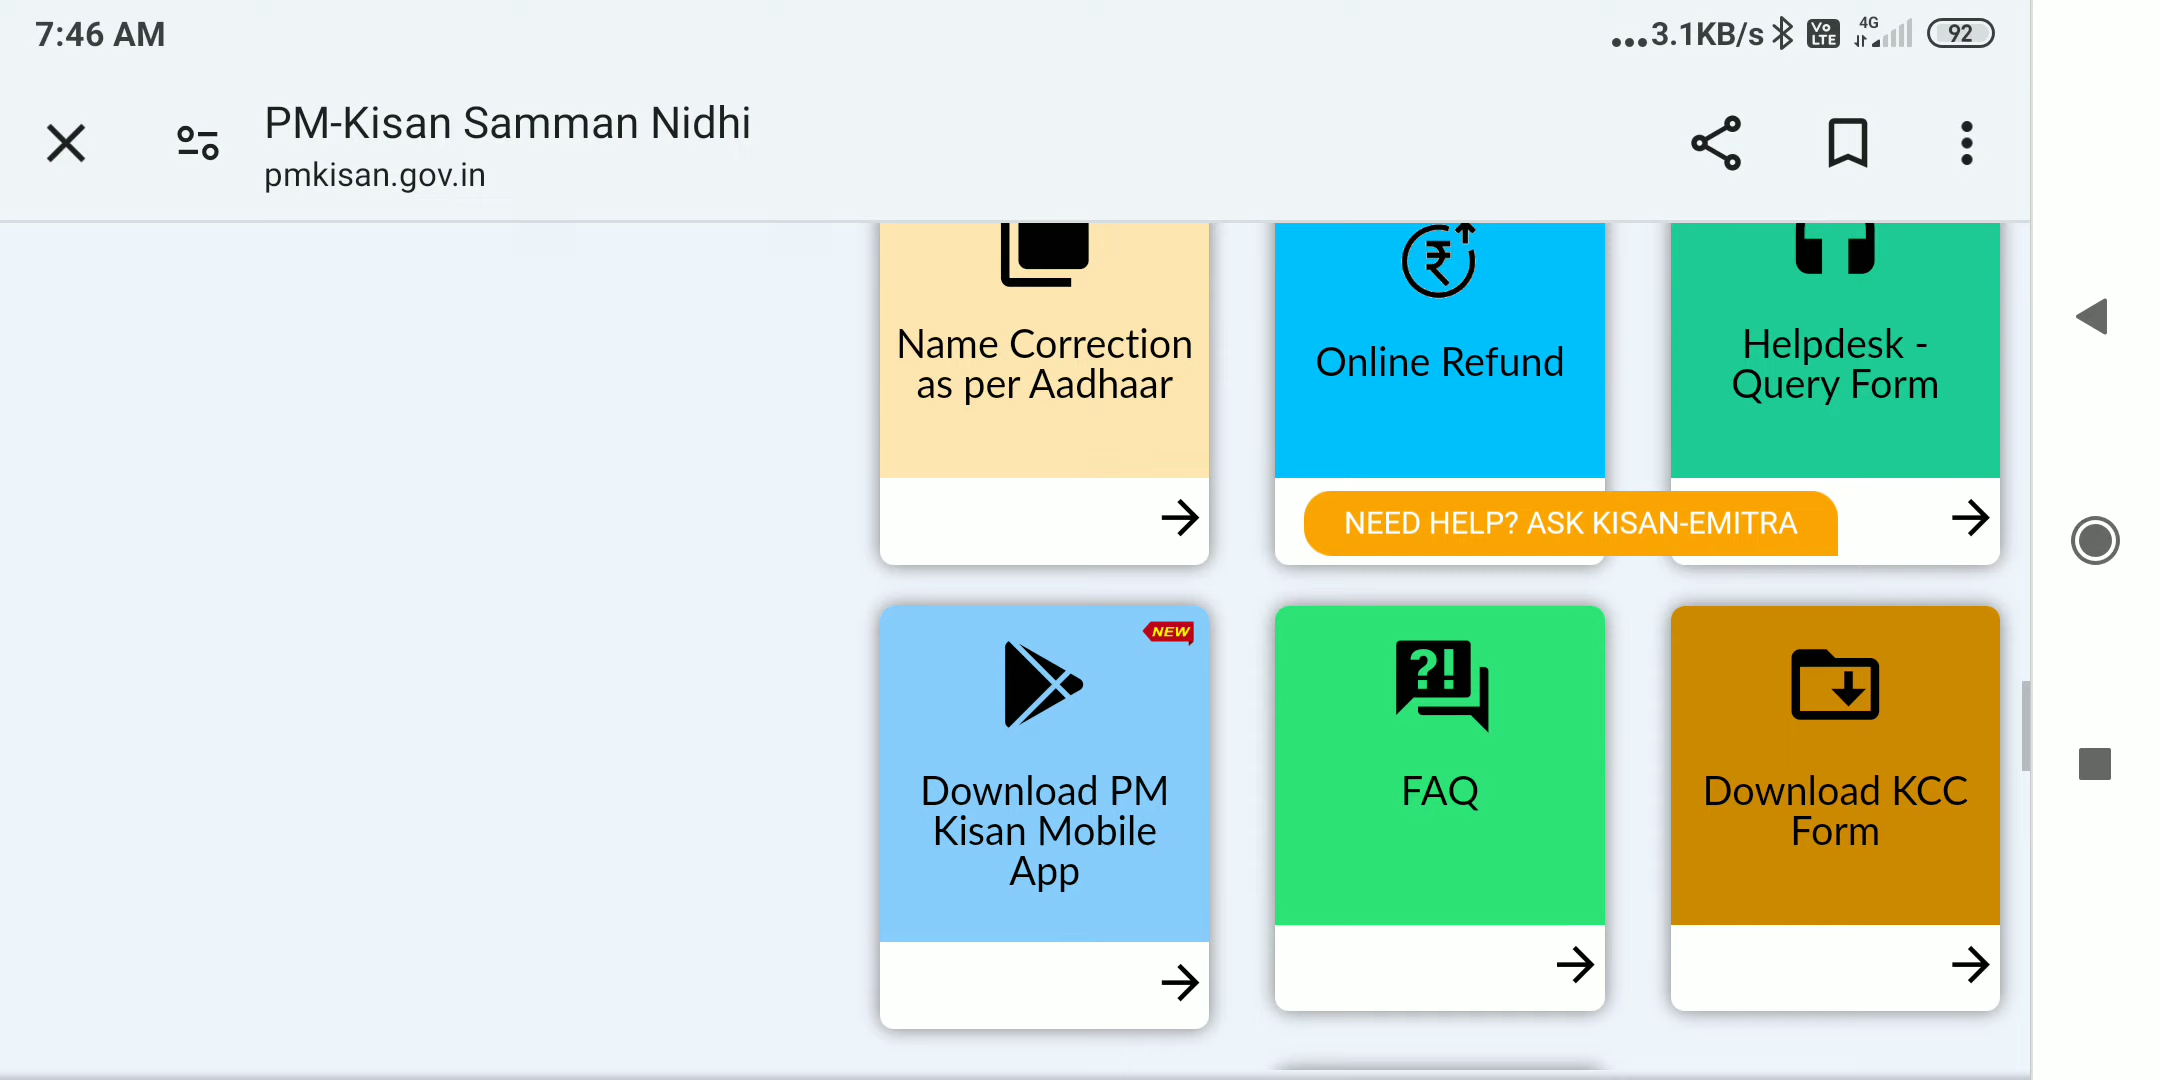 7:46 AM
...3.1KB/s
Vo
LTE
4G
92
PM-Kisan Samman Nidhi
pmkisan.gov.in
Name Correction
as per Aadhaar
Online Refund
Helpdesk -
Query Form
NEED HELP? ASK KISAN-EMITRA
NEW
Download PM
Kisan Mobile
App
?!
FAQ
Download KCC
Form